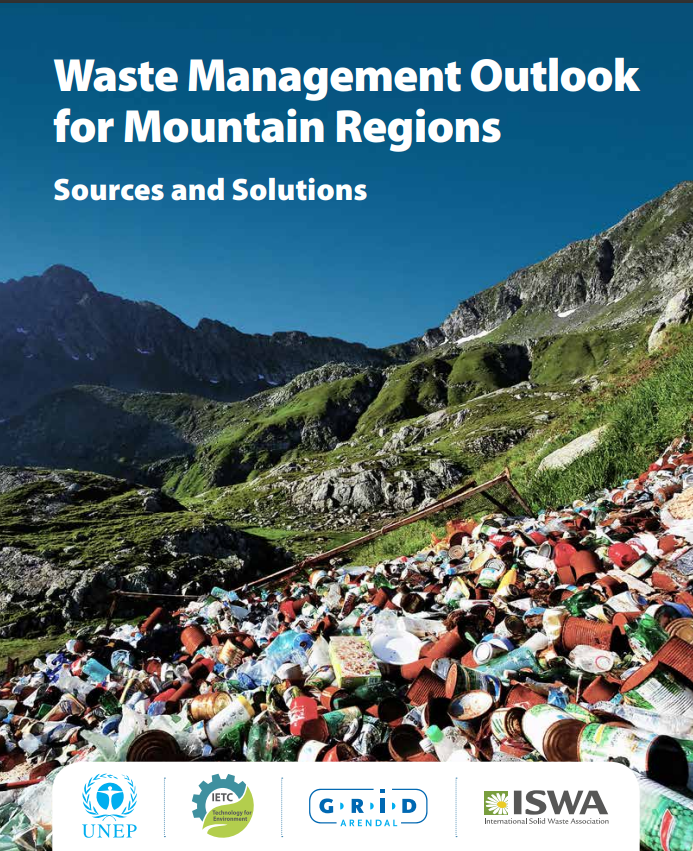 Waste Management Outlook
for Mountain Regions
Sources and Solutions
UNEP
IETC
Technology for
Environment
GRiD
ARENDAL
ISWA
International Solid Waste Association